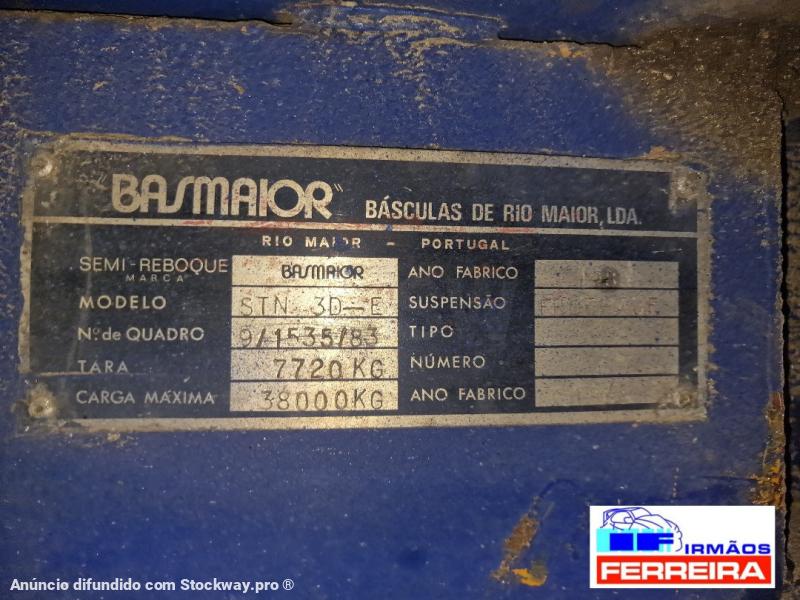 "BASMAIOR" BÁSCULAS DE RIO MAIOR, LDA.
RIO MAIOR - PORTUGAL
SEMI-REBOQUE MARCA BASMAIOR ANO FABRICO
MODELO STN 3D-E SUSPENSÃO
N.º de QUADRO 9/1535/83 TIPO
TARA 7720 KG NÚMERO
CARGA MÁXIMA 38000KG ANO FABRICO
IRMÃOS
FERREIRA
Anúncio difundido com Stockway.pro ®